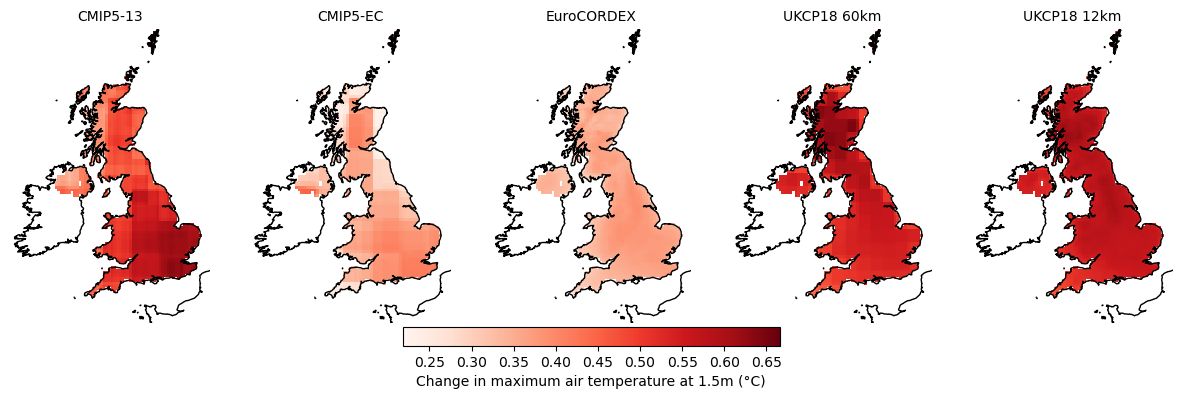 CMIP5-13 CMIP5-EC EuroCORDEX UKCP18 60km UKCP18 12km
0.25 0.30 0.35 0.40 0.45 0.50 0.55 0.60 0.65
Change in maximum air temperature at 1.5m (°C)